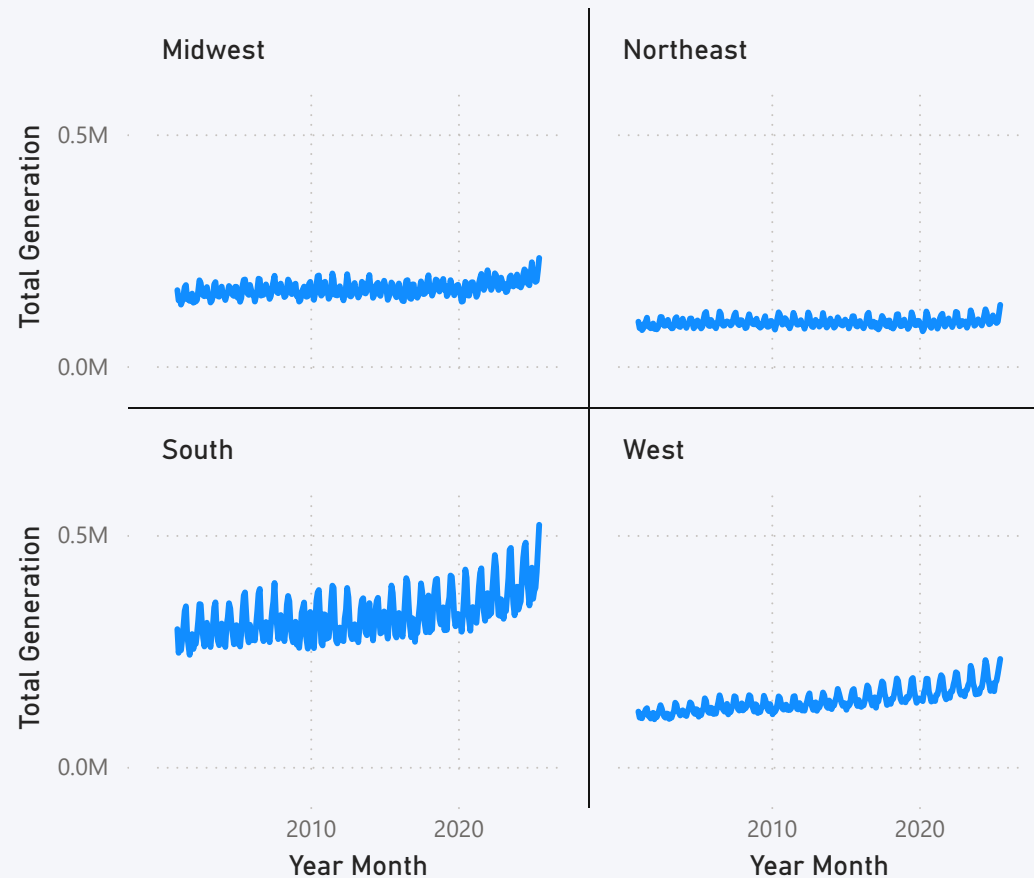 Midwest
Northeast
Total Generation
0.5M
0.0M
South
West
Total Generation
0.5M
0.0M
2010
2020
2010
2020
Year Month
Year Month